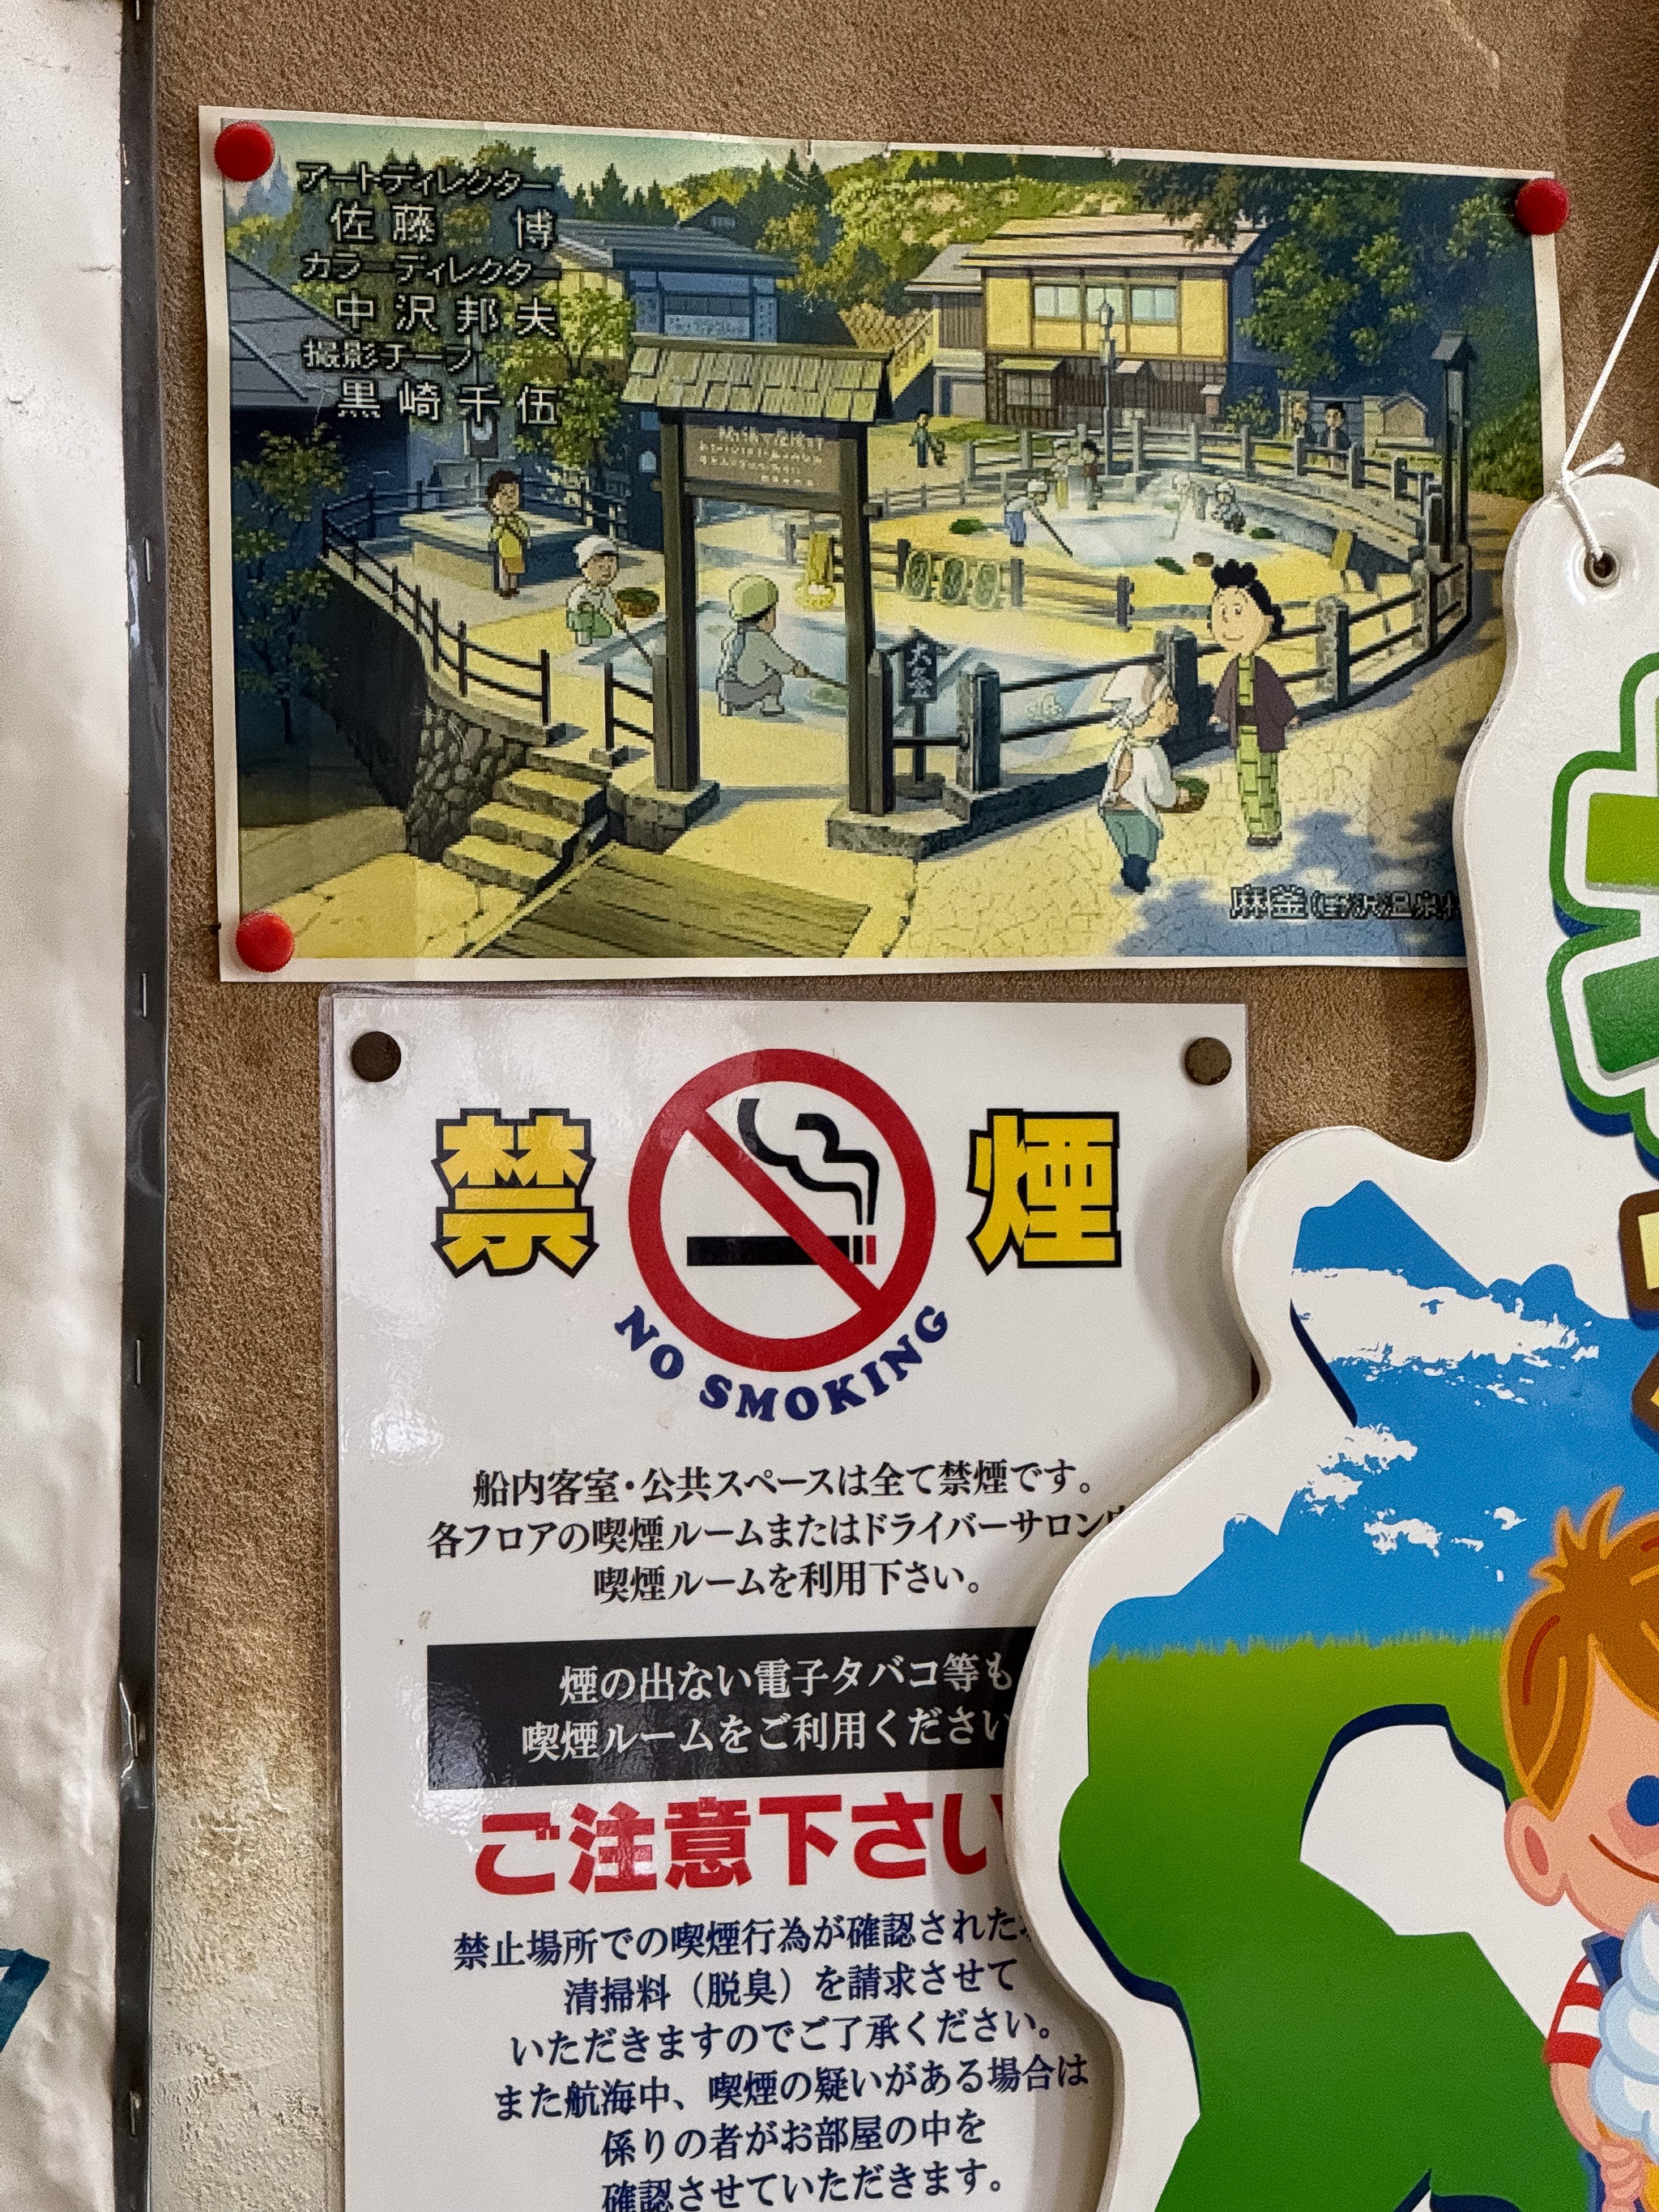 アートディレクター
佐藤 博
カラーディレクター
中沢邦夫
撮影チーフ
黒崎千伍
大釜
麻釜(野沢温泉)
禁煙
NO SMOKING
船内客室・公共スペースは全て禁煙です。
各フロアの喫煙ルームまたはドライバーサロン
喫煙ルームを利用下さい。
煙の出ない電子タバコ等も
喫煙ルームをご利用ください
ご注意下さい
禁止場所での喫煙行為が確認された
清掃料（脱臭）を請求させて
いただきますのでご了承ください。
また航海中、喫煙の疑いがある場合は
係りの者がお部屋の中を
確認させていただきます。